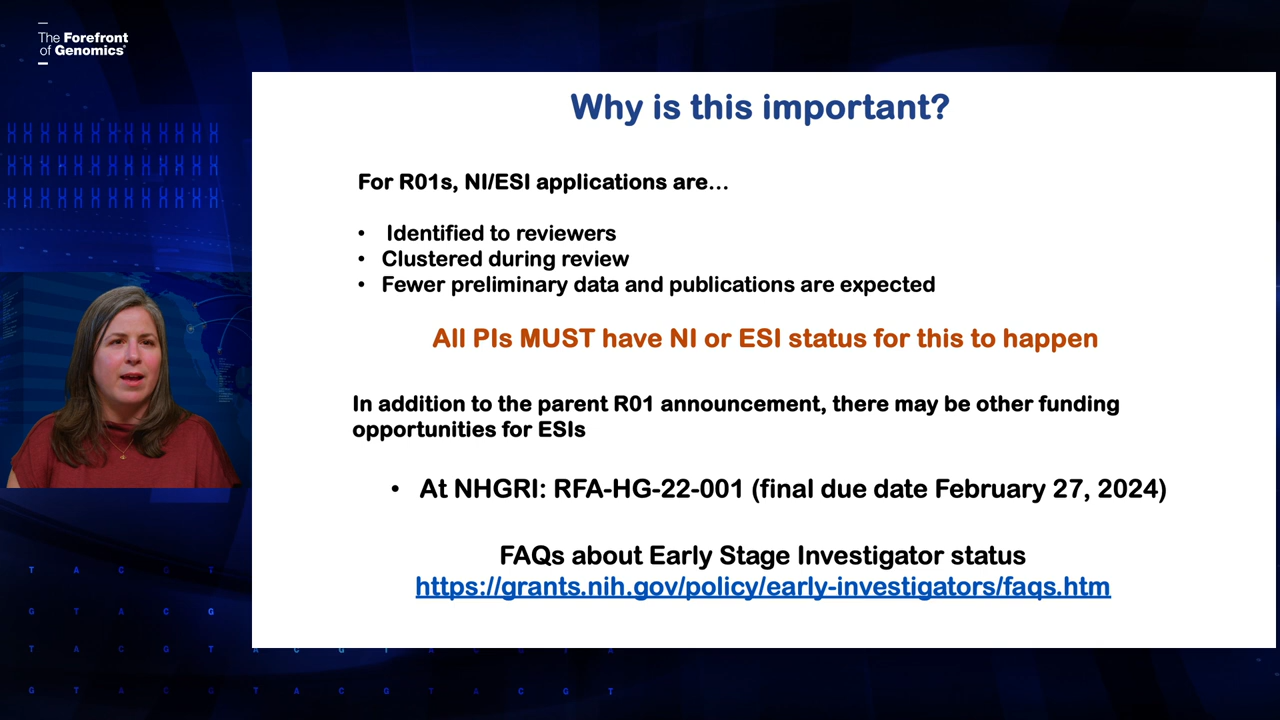 The Forefront
of Genomics®
Why is this important?
For R01s, NI/ESI applications are…
• Identified to reviewers
• Clustered during review
• Fewer preliminary data and publications are expected
All PIs MUST have NI or ESI status for this to happen
In addition to the parent R01 announcement, there may be other funding
opportunities for ESIs
• At NHGRI: RFA-HG-22-001 (final due date February 27, 2024)
FAQs about Early Stage Investigator status
https://grants.nih.gov/policy/early-investigators/faqs.htm
T A C G T
G T A C G
T A C G T A C G T
G T A C G T A C G T A C G T